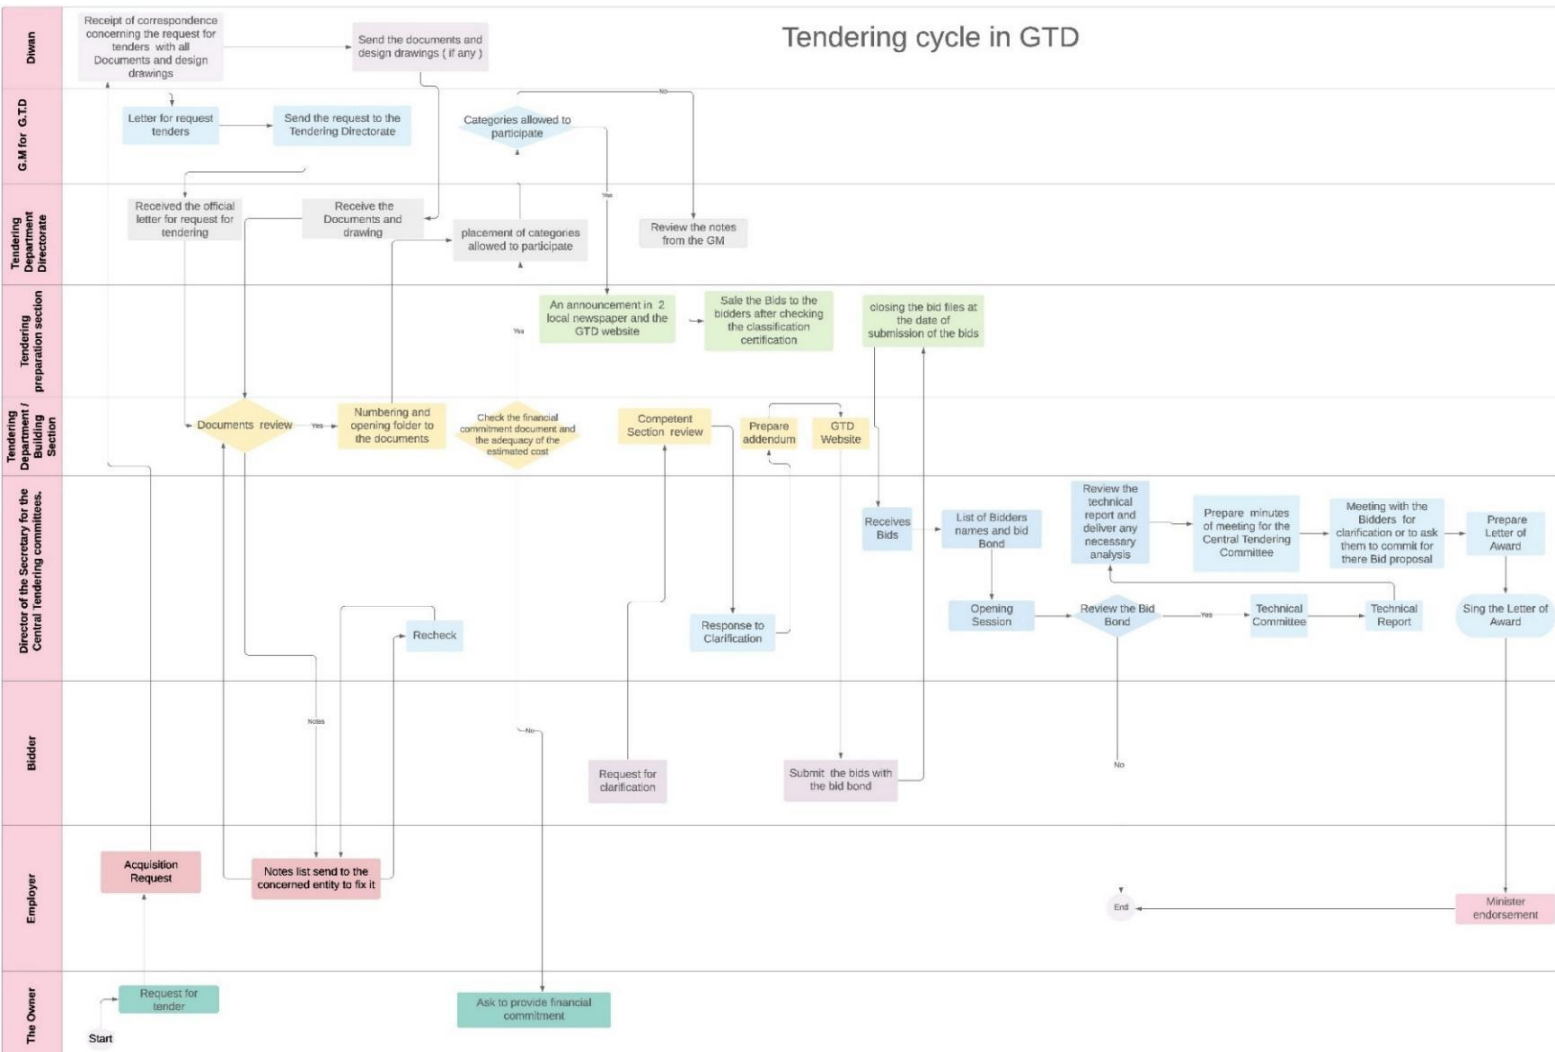 Tendering cycle in GTD
Diwan
Receipt of correspondence
concerning the request for
tenders with all
Documents and design
drawings
Send the documents and
design drawings ( if any )
G.M for G.T.D
Letter for request
tenders
Send the request to the
Tendering Directorate
Categories allowed to
participate
No
Yes
Tendering
Department
Directorate
Received the official
letter for request for
tendering
Receive the
Documents and
drawing
placement of categories
allowed to participate
Review the notes
from the GM
Tendering
preparation section
Yes
An announcement in 2
local newspaper and the
GTD website
Sale the Bids to the
bidders after checking
the classification
certification
closing the bid files at
the date of
submission of the bids
Tendering
Department /
Building
Section
Documents review
Yes
Numbering and
opening folder to
the documents
Check the financial
commitment document and
the adequacy of the
estimated cost
Competent
Section review
Prepare
addendum
GTD
Website
Director of the Secretary for the
Central Tendering committees.
Recheck
Response to
Clarification
Receives
Bids
List of Bidders
names and bid
Bond
Opening
Session
Review the Bid
Bond
Yes
Technical
Committee
Technical
Report
Review the
technical
report and
deliver any
necessary
analysis
Prepare minutes
of meeting for the
Central Tendering
Committee
Meeting with the
Bidders for
clarification or to ask
them to commit for
there Bid proposal
Prepare
Letter of
Award
Sing the Letter of
Award
Bidder
Notes
No
Request for
clarification
Submit the bids with
the bid bond
No
Employer
Acquisition
Request
Notes list send to the
concerned entity to fix it
End
Minister
endorsement
The Owner
Start
Request for
tender
Ask to provide financial
commitment